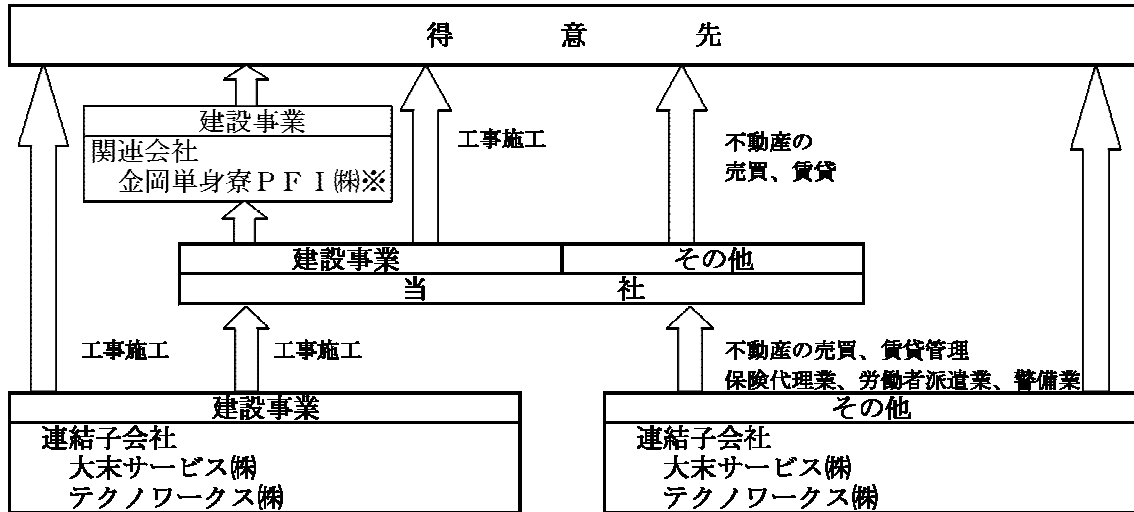 得意先
建設事業
関連会社
金岡単身寮ＰＦＩ㈱※
工事施工
不動産の
売買、賃貸
建設事業
その他
当社
工事施工
工事施工
不動産の売買、賃貸管理
保険代理業、労働者派遣業、警備業
建設事業
連結子会社
大末サービス㈱
テクノワークス㈱
その他
連結子会社
大末サービス㈱
テクノワークス㈱